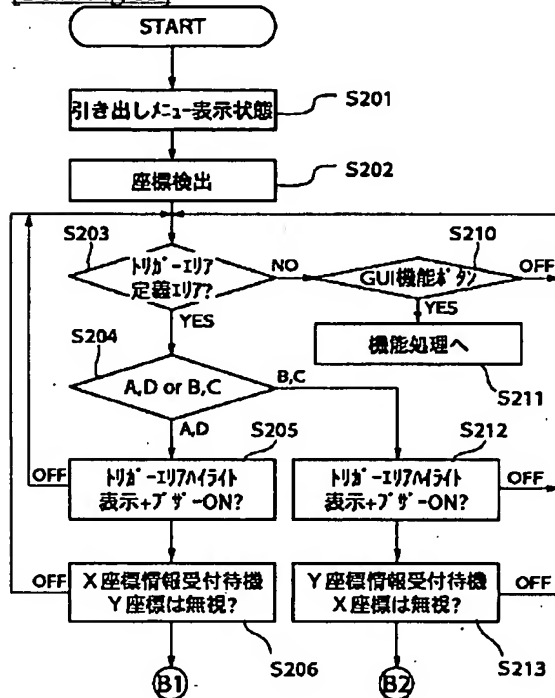 START
引き出しメニュー表示状態
S201
座標検出
S202
S203
トリガーエリア
定義エリア?
NO
YES
S210
GUI機能ボタン
OFF
YES
機能処理へ
S211
S204
A,D or B,C
B,C
A,D
S205
OFF
トリガーエリアハイライト
表示+ブザーON?
S212
トリガーエリアハイライト
表示+ブザーON?
OFF
OFF
X座標情報受付待機
Y座標は無視?
S206
Y座標情報受付待機
X座標は無視?
OFF
S213
B1
B2